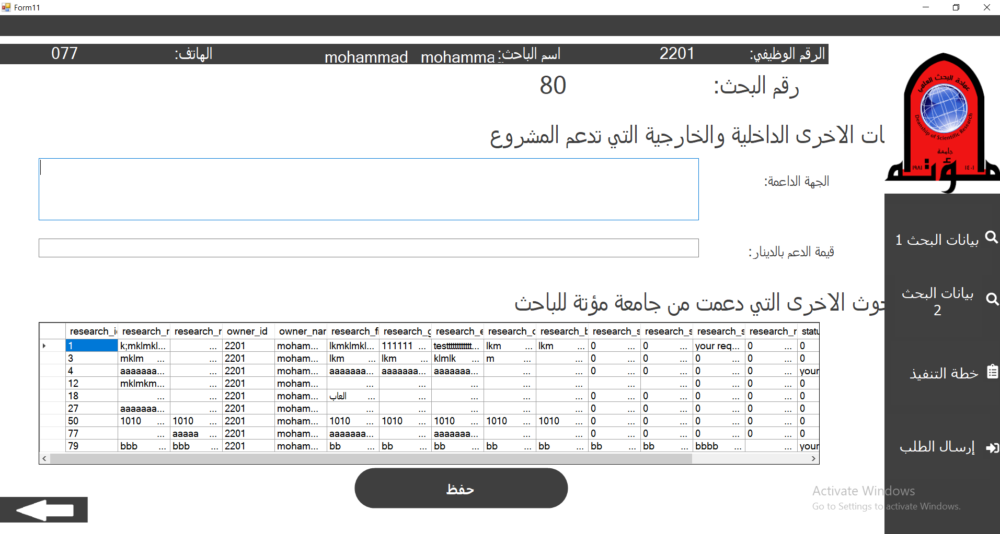 Form11
الرقم الوظيفي: 2201 اسم الباحث: mohammad mohamma الهاتف: 077
رقم البحث: 80
ات الاخرى الداخلية والخارجية التي تدعم المشروع
الجهة الداعمة:
قيمة الدعم بالدينار:
حوث الاخرى التي دعمت من جامعة مؤتة للباحث
research_i research_r research_r owner_id owner_nar research_fi research_g research_e research_c research_b research_s research_s research_s research_r statu
1 k;mklmkl... ... 2201 moham... lkmklmkl... 111111 ... testttttttttttt... lkm ... lkm ... 0 ... 0 ... your req... 0 ... 0
3 mklm ... ... 2201 moham... lkm ... lkm ... klmlk ... m ... ... 0 ... 0 ... 0 ... 0 ... 0
4 aaaaaaa... ... 2201 moham... aaaaaaa... aaaaaaa... aaaaaaa... ... ... 0 ... 0 ... 0 ... 0 ... your
12 mklmkm... ... 2201 moham... ... ... ... ... ... ... ... 0 ... 0 ... 0
18 ... ... 2201 moham... العاب ... ... ... ... ... 0 ... 0 ... 0 ... 0 ... 0
27 aaaaaaa... ... 2201 moham... ... ... ... ... ... 0 ... 0 ... 0 ... 0 ... 0
50 1010 ... 1010 ... 2201 moham... 1010 ... 1010 ... 1010 ... 1010 ... 1010 ... 0 ... 0 ... 0 ... 0 ... 0
77 ... aaaaa ... 2201 moham... aaaaaaa... ... aaaaaaa... ... ... 0 ... 0 ... 0 ... 0 ... 0
79 bbb ... bbb ... 2201 moham... bb ... bb ... bb ... bb ... bb ... bb ... bb ... bbbb ... ... your
حفظ
عمادة البحث العلمي
Deanship of Scientific Research
جامعة
مؤتة
١٩٨١ ١٤٠١
بيانات البحث 1
بيانات البحث
2
خطة التنفيذ
إرسال الطلب
Activate Windows
Go to Settings to activate Windows.